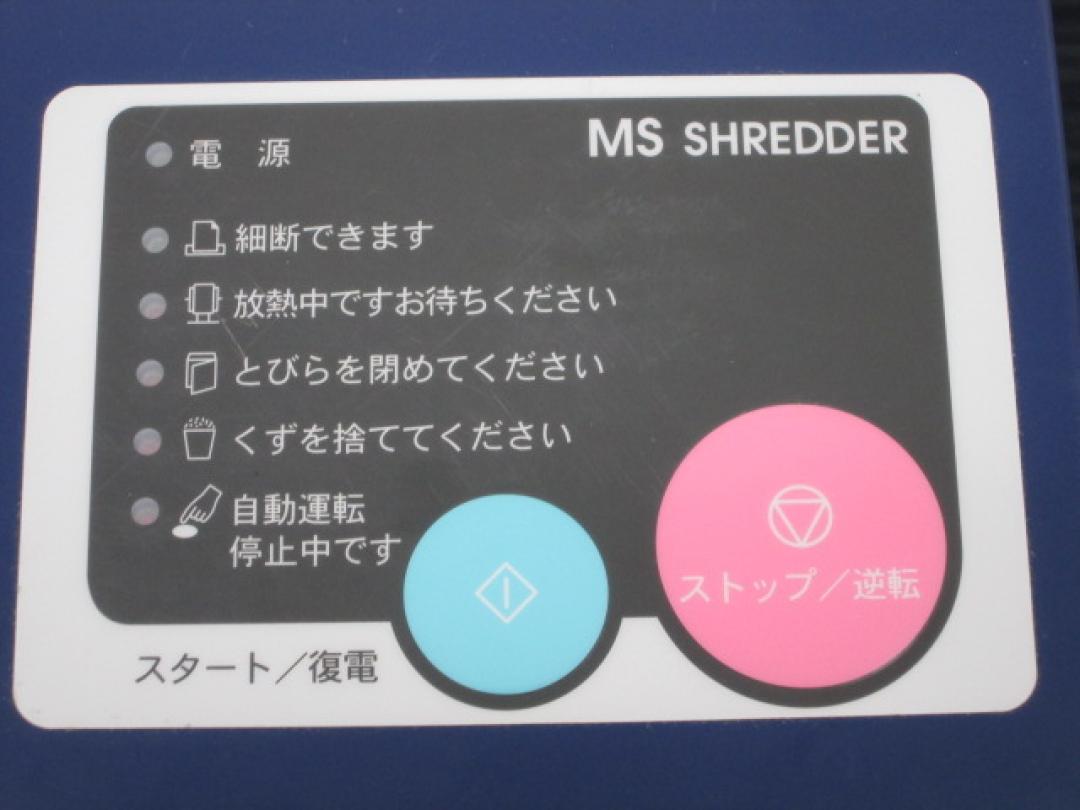 MS SHREDDER
電 源
細断できます
放熱中ですお待ちください
とびらを閉めてください
くずを捨ててください
自動運転
停止中です
スタート／復電
ストップ／逆転